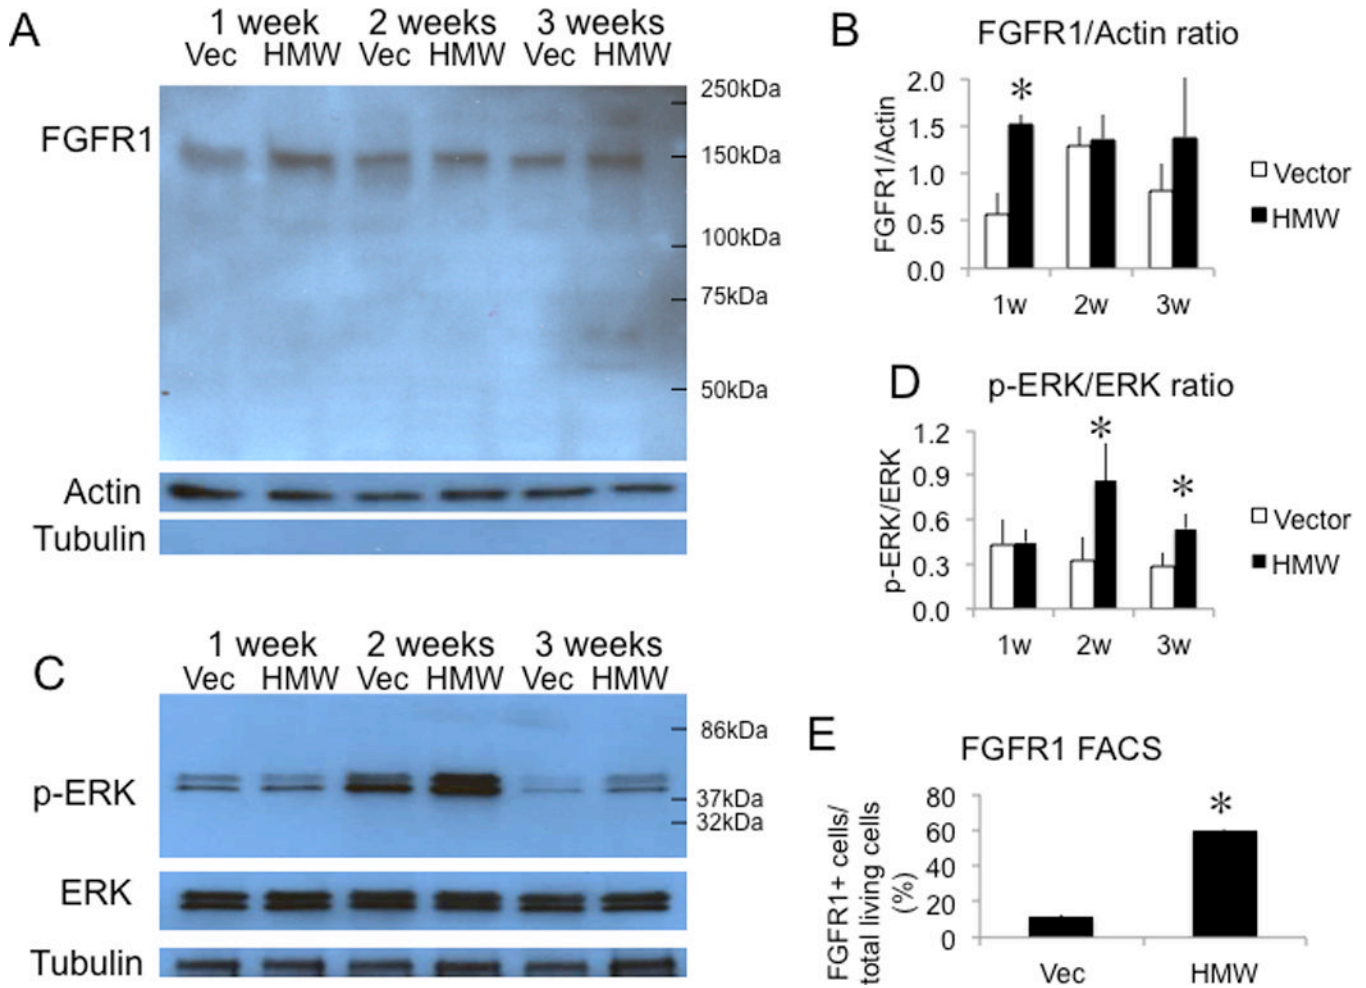 A
1 week 2 weeks 3 weeks
Vec HMW Vec HMW Vec HMW
FGFR1
250kDa
150kDa
100kDa
75kDa
50kDa
Actin
Tubulin
B
FGFR1/Actin ratio
FGFR1/Actin
2.0
1.5
1.0
0.5
0.0
1w 2w 3w
*
Vector
HMW
C
1 week 2 weeks 3 weeks
Vec HMW Vec HMW Vec HMW
p-ERK
86kDa
37kDa
32kDa
ERK
Tubulin
D
p-ERK/ERK ratio
p-ERK/ERK
1.2
0.9
0.6
0.3
0.0
1w 2w 3w
*
*
Vector
HMW
E
FGFR1 FACS
FGFR1+ cells/
total living cells
(%)
80
60
40
20
0
*
Vec HMW